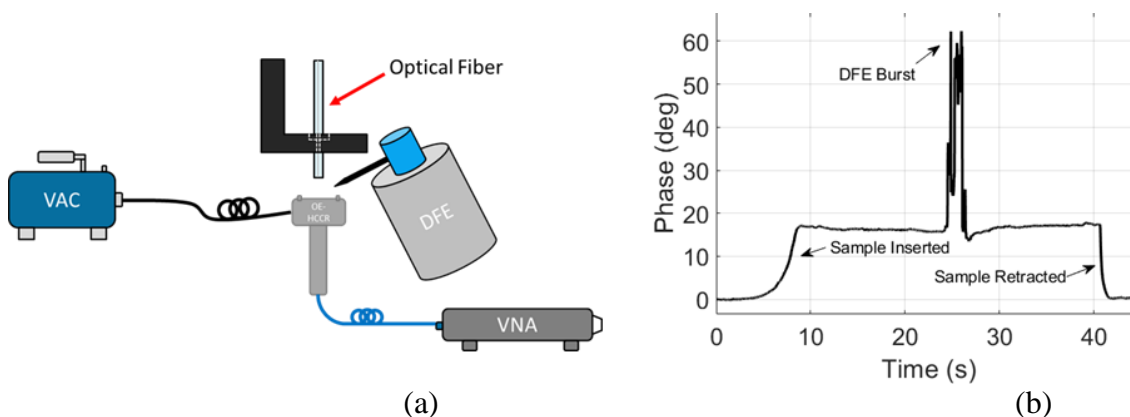 Optical Fiber
VAC
OE-
HCCR
DFE
VNA
(a)
Phase (deg)
60
50
40
30
20
10
0
DFE Burst
Sample Inserted
Sample Retracted
0
10
20
30
40
Time (s)
(b)